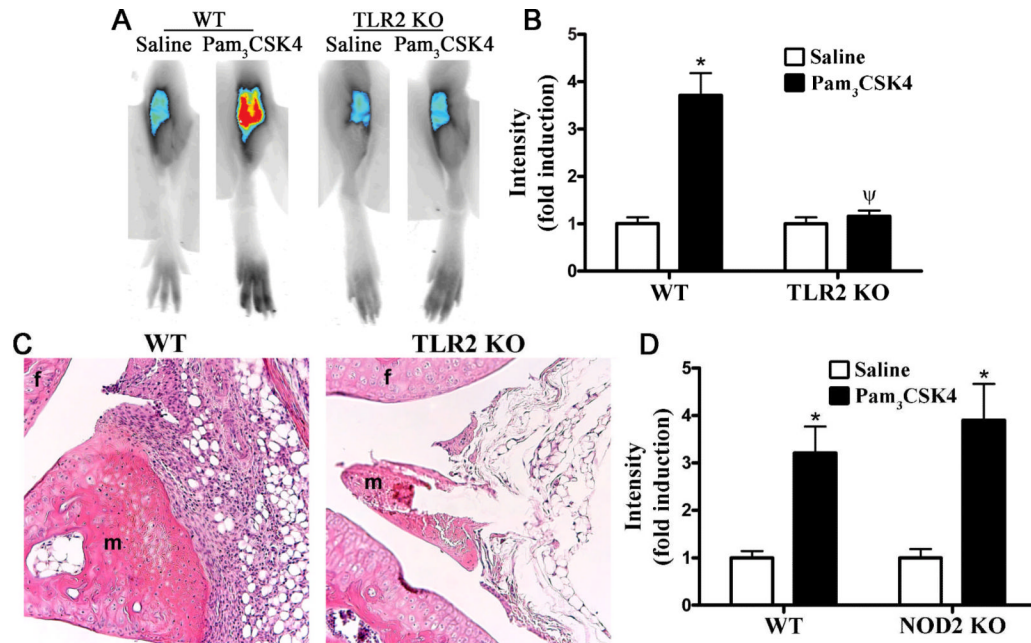 A
WT
TLR2 KO
Saline Pam₃CSK4
Saline Pam₃CSK4
B
Intensity
(fold induction)
5
4
3
2
1
0
Saline
Pam₃CSK4
*
ψ
WT
TLR2 KO
C
WT
TLR2 KO
f
m
f
m
D
Intensity
(fold induction)
5
4
3
2
1
0
Saline
Pam₃CSK4
*
*
WT
NOD2 KO